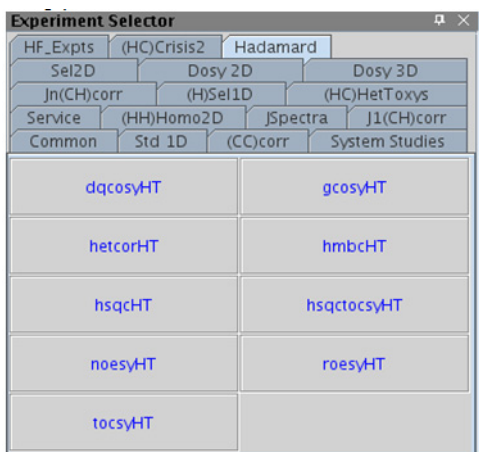 Experiment Selector
HF_Expts (HC)Crisis2 Hadamard
Sel2D Dosy 2D Dosy 3D
Jn(CH)corr (H)Sel1D (HC)HetToxys
Service (HH)Homo2D JSpectra J1(CH)corr
Common Std 1D (CC)corr System Studies
dqcosyHT gcosyHT
hetcorHT hmbcHT
hsqcHT hsqctocsyHT
noesyHT roesyHT
tocsyHT